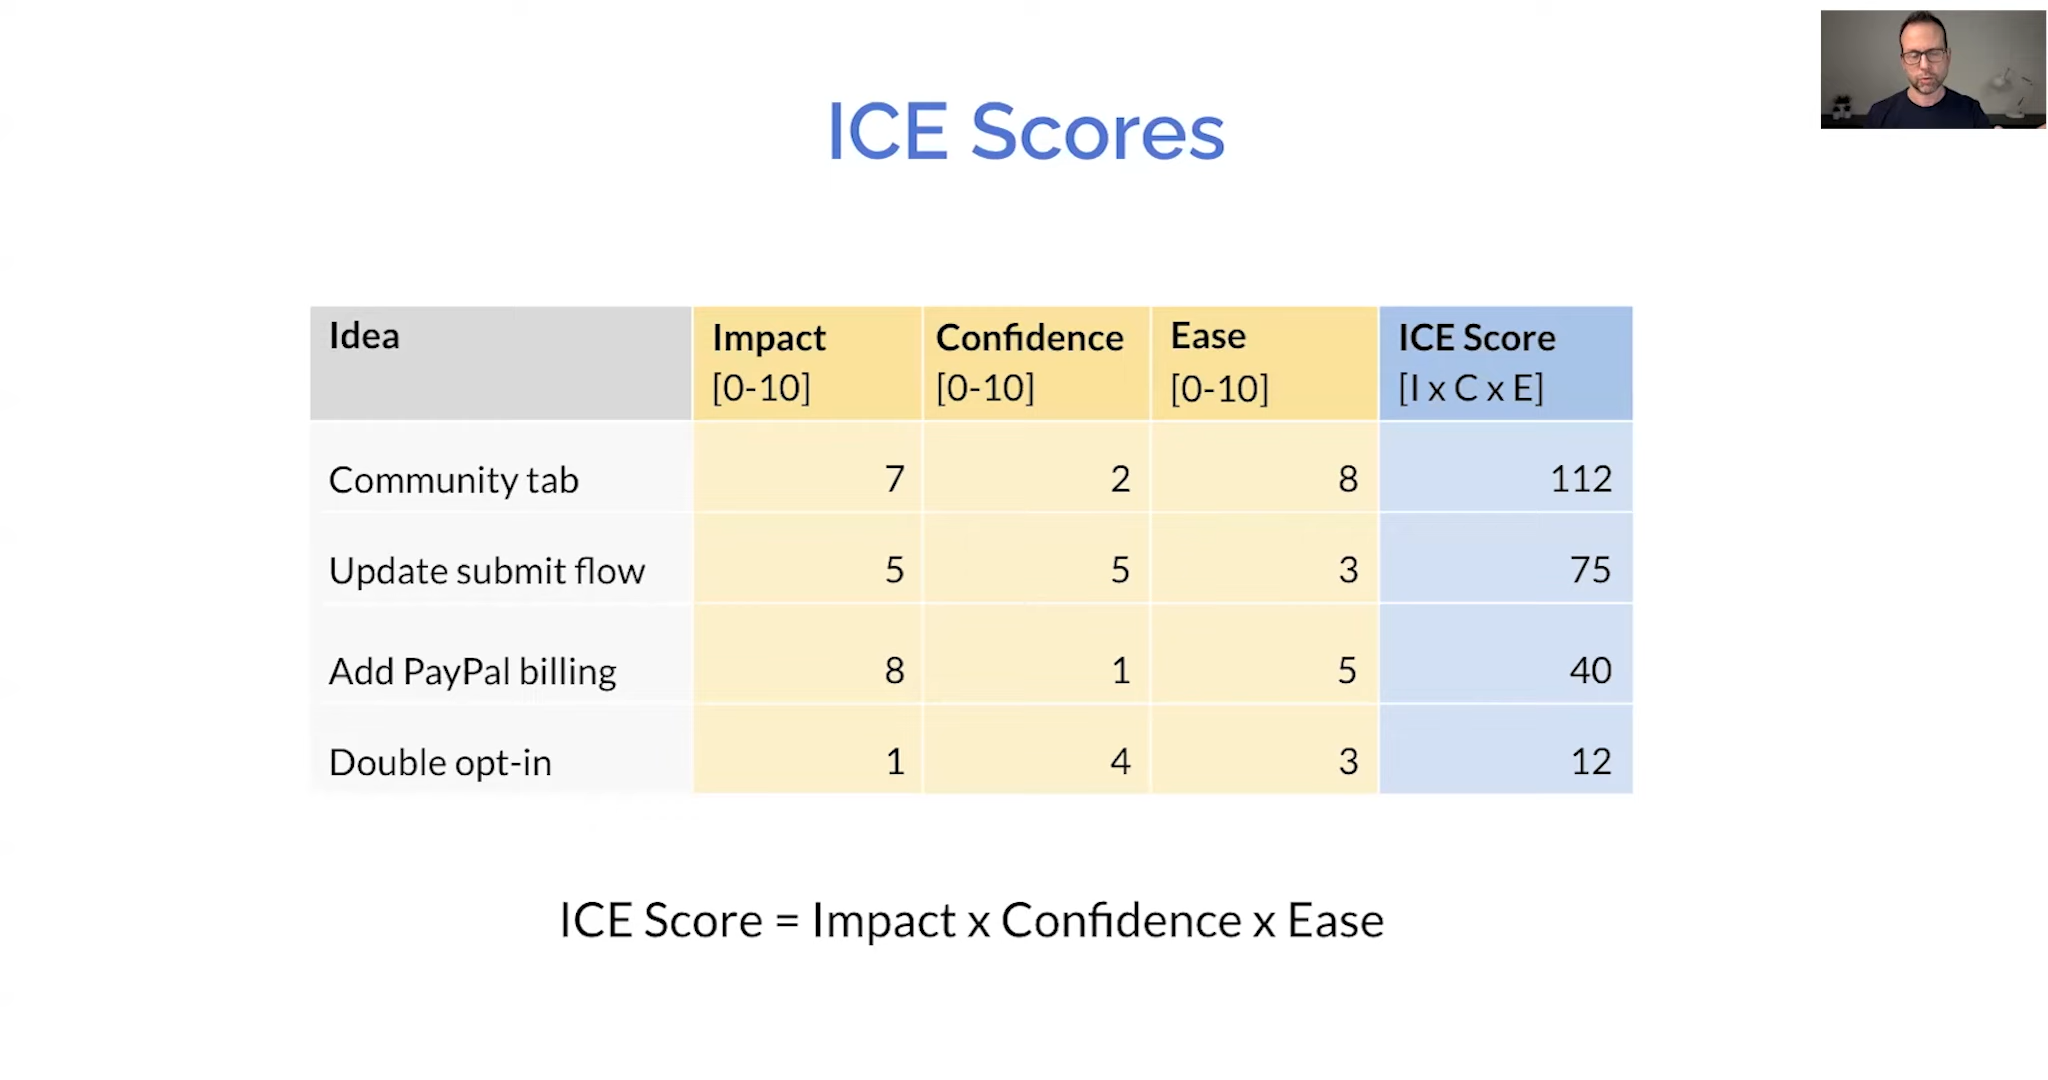 ICE Scores
Idea Impact Confidence Ease ICE Score
[0-10] [0-10] [0-10] [I x C x E]
Community tab 7 2 8 112
Update submit flow 5 5 3 75
Add PayPal billing 8 1 5 40
Double opt-in 1 4 3 12
ICE Score = Impact x Confidence x Ease